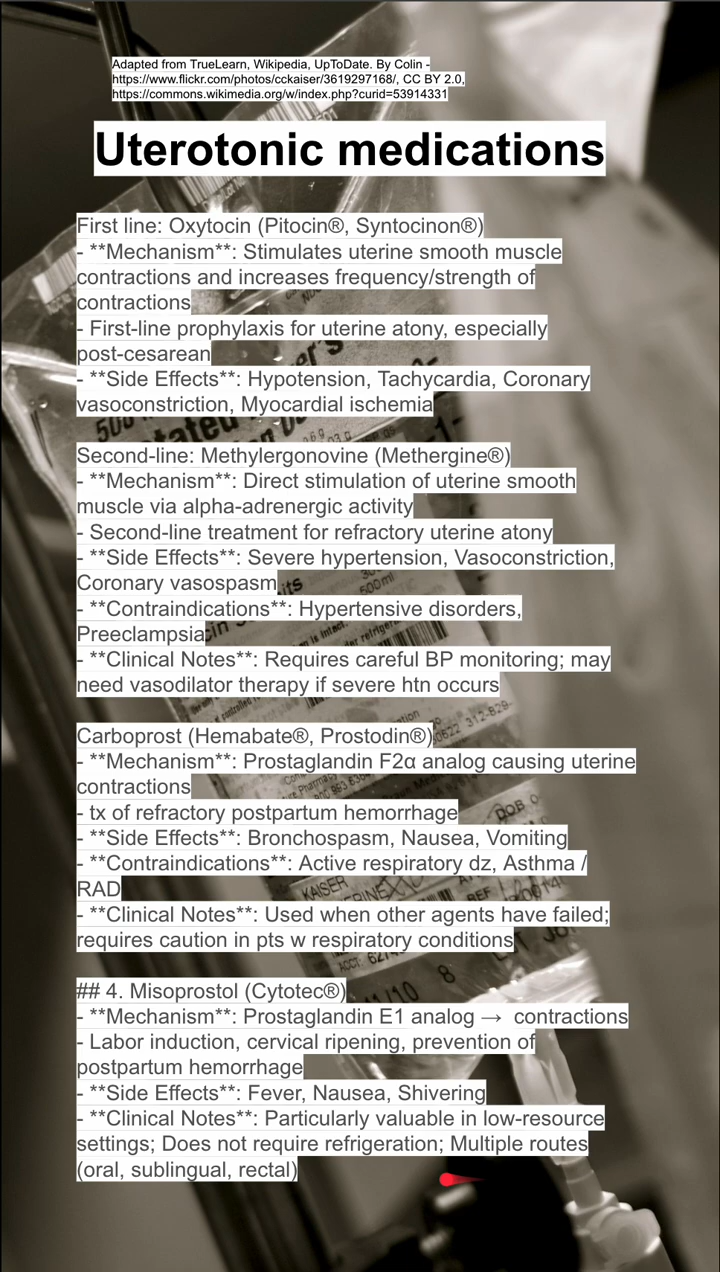 Adapted from TrueLearn, Wikipedia, UpToDate. By Colin -
https://www.flickr.com/photos/cckaiser/3619297168/, CC BY 2.0,
https://commons.wikimedia.org/w/index.php?curid=53914331
Uterotonic medications
First line: Oxytocin (Pitocin®, Syntocinon®)
- **Mechanism**: Stimulates uterine smooth muscle
contractions and increases frequency/strength of
contractions
- First-line prophylaxis for uterine atony, especially
post-cesarean
- **Side Effects**: Hypotension, Tachycardia, Coronary
vasoconstriction, Myocardial ischemia
Second-line: Methylergonovine (Methergine®)
- **Mechanism**: Direct stimulation of uterine smooth
muscle via alpha-adrenergic activity
- Second-line treatment for refractory uterine atony
- **Side Effects**: Severe hypertension, Vasoconstriction,
Coronary vasospasm
- **Contraindications**: Hypertensive disorders,
Preeclampsia
- **Clinical Notes**: Requires careful BP monitoring; may
need vasodilator therapy if severe htn occurs
Carboprost (Hemabate®, Prostodin®)
- **Mechanism**: Prostaglandin F2α analog causing uterine
contractions
- tx of refractory postpartum hemorrhage
- **Side Effects**: Bronchospasm, Nausea, Vomiting
- **Contraindications**: Active respiratory dz, Asthma /
RAD
- **Clinical Notes**: Used when other agents have failed;
requires caution in pts w respiratory conditions
## 4. Misoprostol (Cytotec®)
- **Mechanism**: Prostaglandin E1 analog → contractions
- Labor induction, cervical ripening, prevention of
postpartum hemorrhage
- **Side Effects**: Fever, Nausea, Shivering
- **Clinical Notes**: Particularly valuable in low-resource
settings; Does not require refrigeration; Multiple routes
(oral, sublingual, rectal)
500ml
KAISER